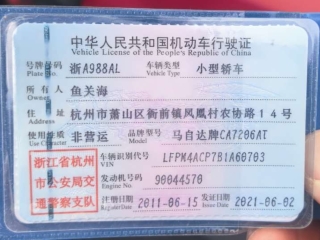 中华人民共和国机动车行驶证
Vehicle License of the People's Republic of China
号牌号码 浙A988AL 车辆类型 小型轿车
Plate No. Vehicle Type
所有人 鱼关海
Owner
住址 杭州市萧山区新前镇凤凰村农协路14号
Address
使用性质 非营运 品牌型号 马自达牌CA7206AT
Use Character Model
浙江省杭州市公安局交通警察支队
车辆识别代号 LFPM4ACP7B1A60703
VIN
发动机号码 90044570
Engine No.
注册日期 2011-06-15 发证日期 2021-06-02
Register Date Issue Date